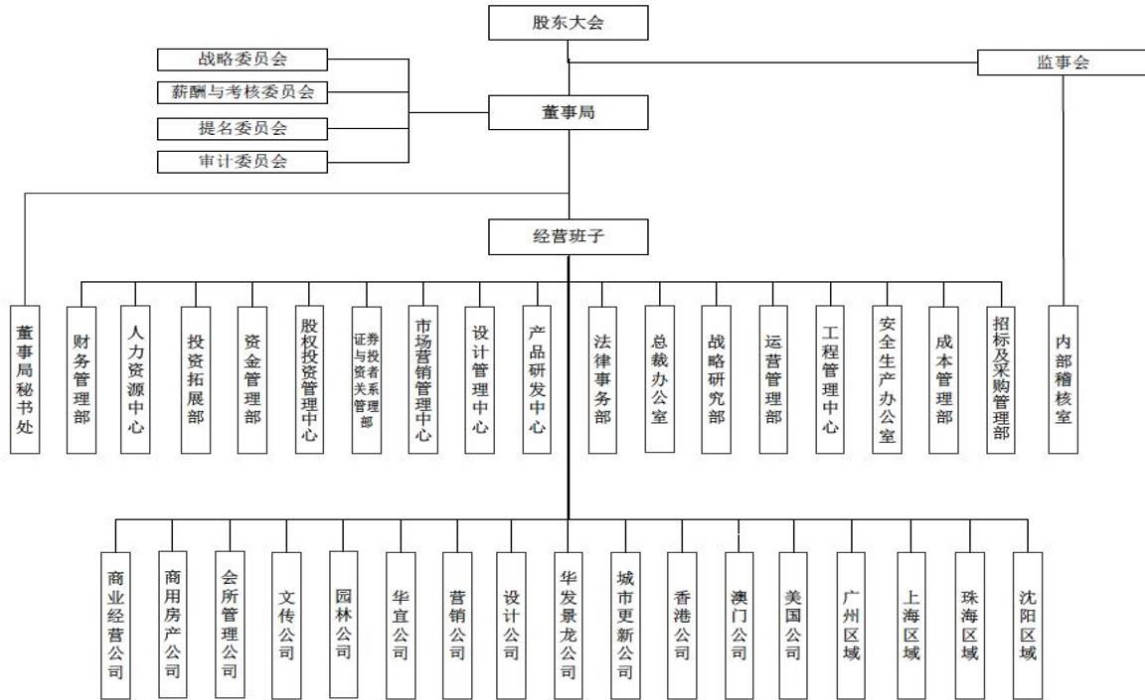 股东大会
战略委员会
监事会
薪酬与考核委员会
董事局
提名委员会
审计委员会
经营班子
董事局秘书处
财务管理部
人力资源中心
投资拓展部
资金管理部
股权投资管理中心
证券与投资者关系管理部
市场营销管理中心
设计管理中心
产品研发中心
法律事务部
总裁办公室
战略研究部
运营管理部
工程管理中心
安全生产办公室
成本管理部
招标及采购管理部
内部稽核室
商业经营公司
商用房产公司
会所管理公司
文传公司
园林公司
华宜公司
营销公司
设计公司
华发景龙公司
城市更新公司
香港公司
澳门公司
美国公司
广州区域
上海区域
珠海区域
沈阳区域